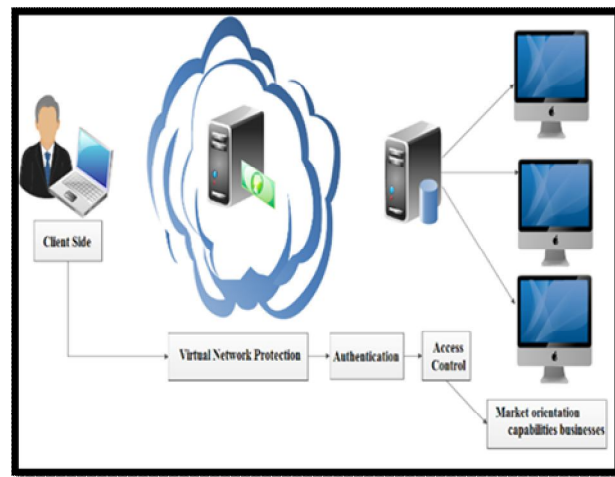 Client Side
Virtual Network Protection
Authentication
Access
Control
Market orientation
capabilities businesses